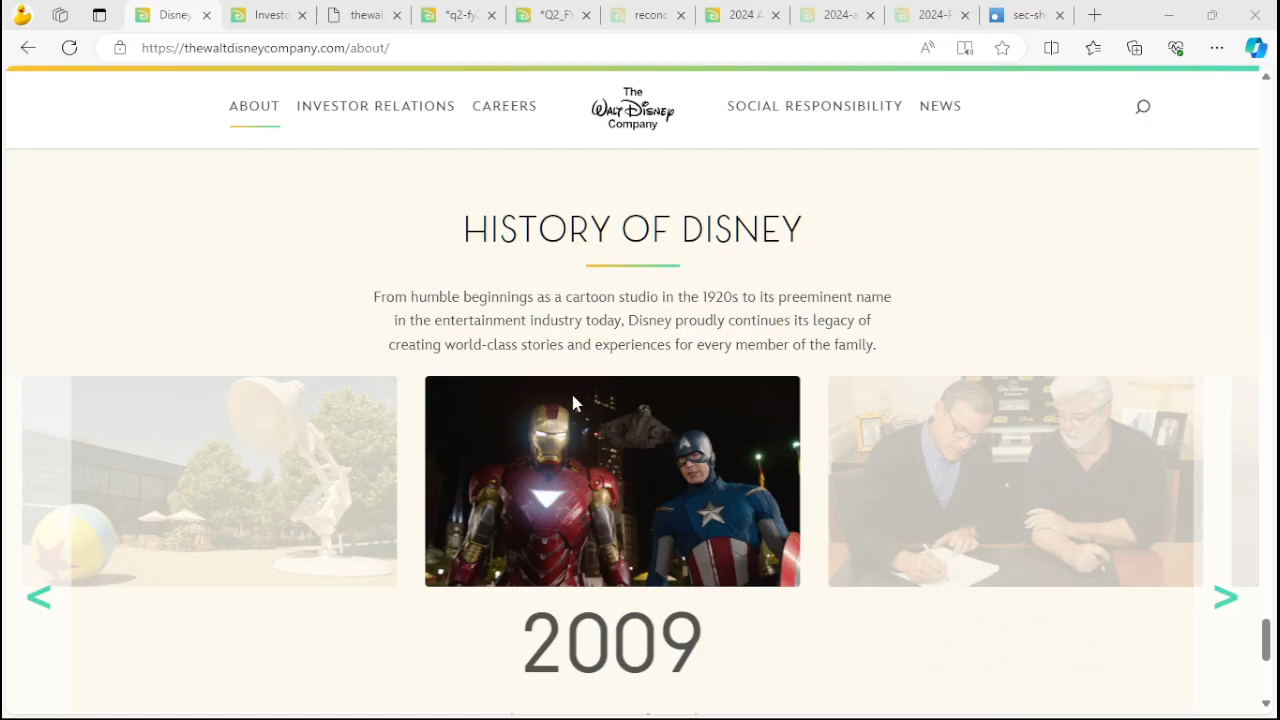 Disney
Investo
thewal
*q2-fy
*Q2_FY
recond
2024 A
2024-a
2024-P
sec-sh
https://thewaltdisneycompany.com/about/
ABOUT
INVESTOR RELATIONS
CAREERS
The
WALT DISNEY
Company
SOCIAL RESPONSIBILITY
NEWS
HISTORY OF DISNEY
From humble beginnings as a cartoon studio in the 1920s to its preeminent name
in the entertainment industry today, Disney proudly continues its legacy of
creating world-class stories and experiences for every member of the family.
<
>
2009
2012